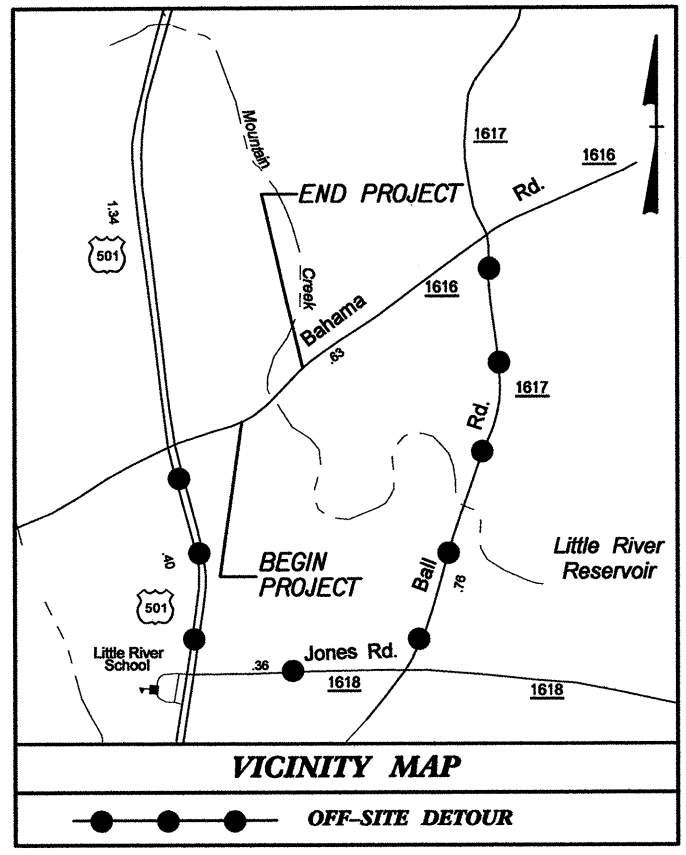 1617
1616
Rd.
Mountain
END PROJECT
1.34
501
Creek
1616
Bahama
.63
1617
Rd.
BEGIN
PROJECT
.40
Little River
Reservoir
Ball
.76
501
Little River
School
Jones Rd.
.36
1618
1618
VICINITY MAP
OFF-SITE DETOUR